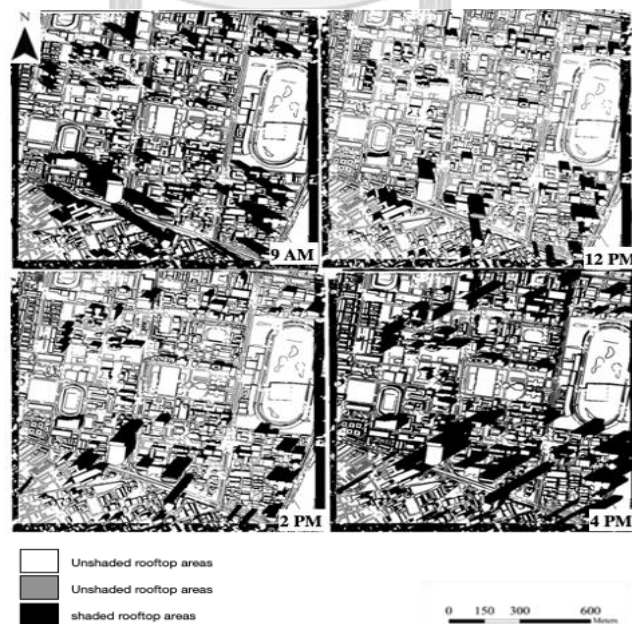 N
9 AM
12 PM
2 PM
4 PM
Unshaded rooftop areas
Unshaded rooftop areas
shaded rooftop areas
0 150 300 600
Meters